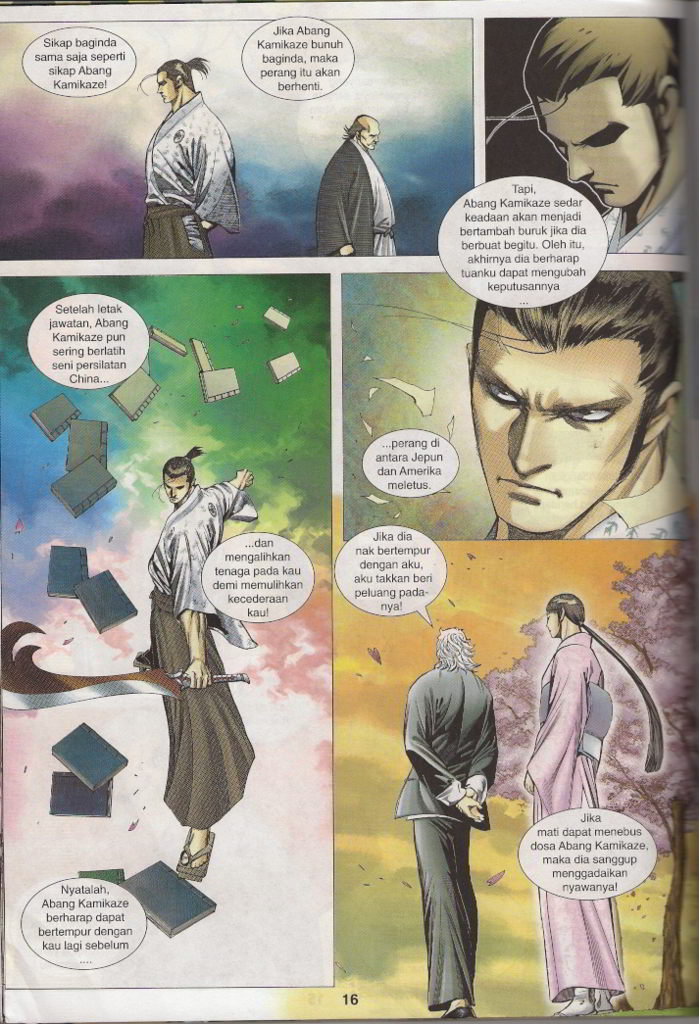 Sikap baginda
sama saja seperti
sikap Abang
Kamikaze!
Jika Abang
Kamikaze bunuh
baginda, maka
perang itu akan
berhenti.
Tapi,
Abang Kamikaze sedar
keadaan akan menjadi
bertambah buruk jika dia
berbuat begitu. Oleh itu,
akhirnya dia berharap
tuanku dapat mengubah
keputusannya
...
Setelah letak
jawatan, Abang
Kamikaze pun
sering berlatih
seni persilatan
China...
...dan
mengalihkan
tenaga pada kau
demi memulihkan
kecederaan
kau!
Nyatalah,
Abang Kamikaze
berharap dapat
bertempur dengan
kau lagi sebelum
....
...perang di
antara Jepun
dan Amerika
meletus.
Jika dia
nak bertempur
dengan aku,
aku takkan beri
peluang pada-
nya!
Jika
mati dapat menebus
dosa Abang Kamikaze,
maka dia sanggup
menggadaikan
nyawanya!
16